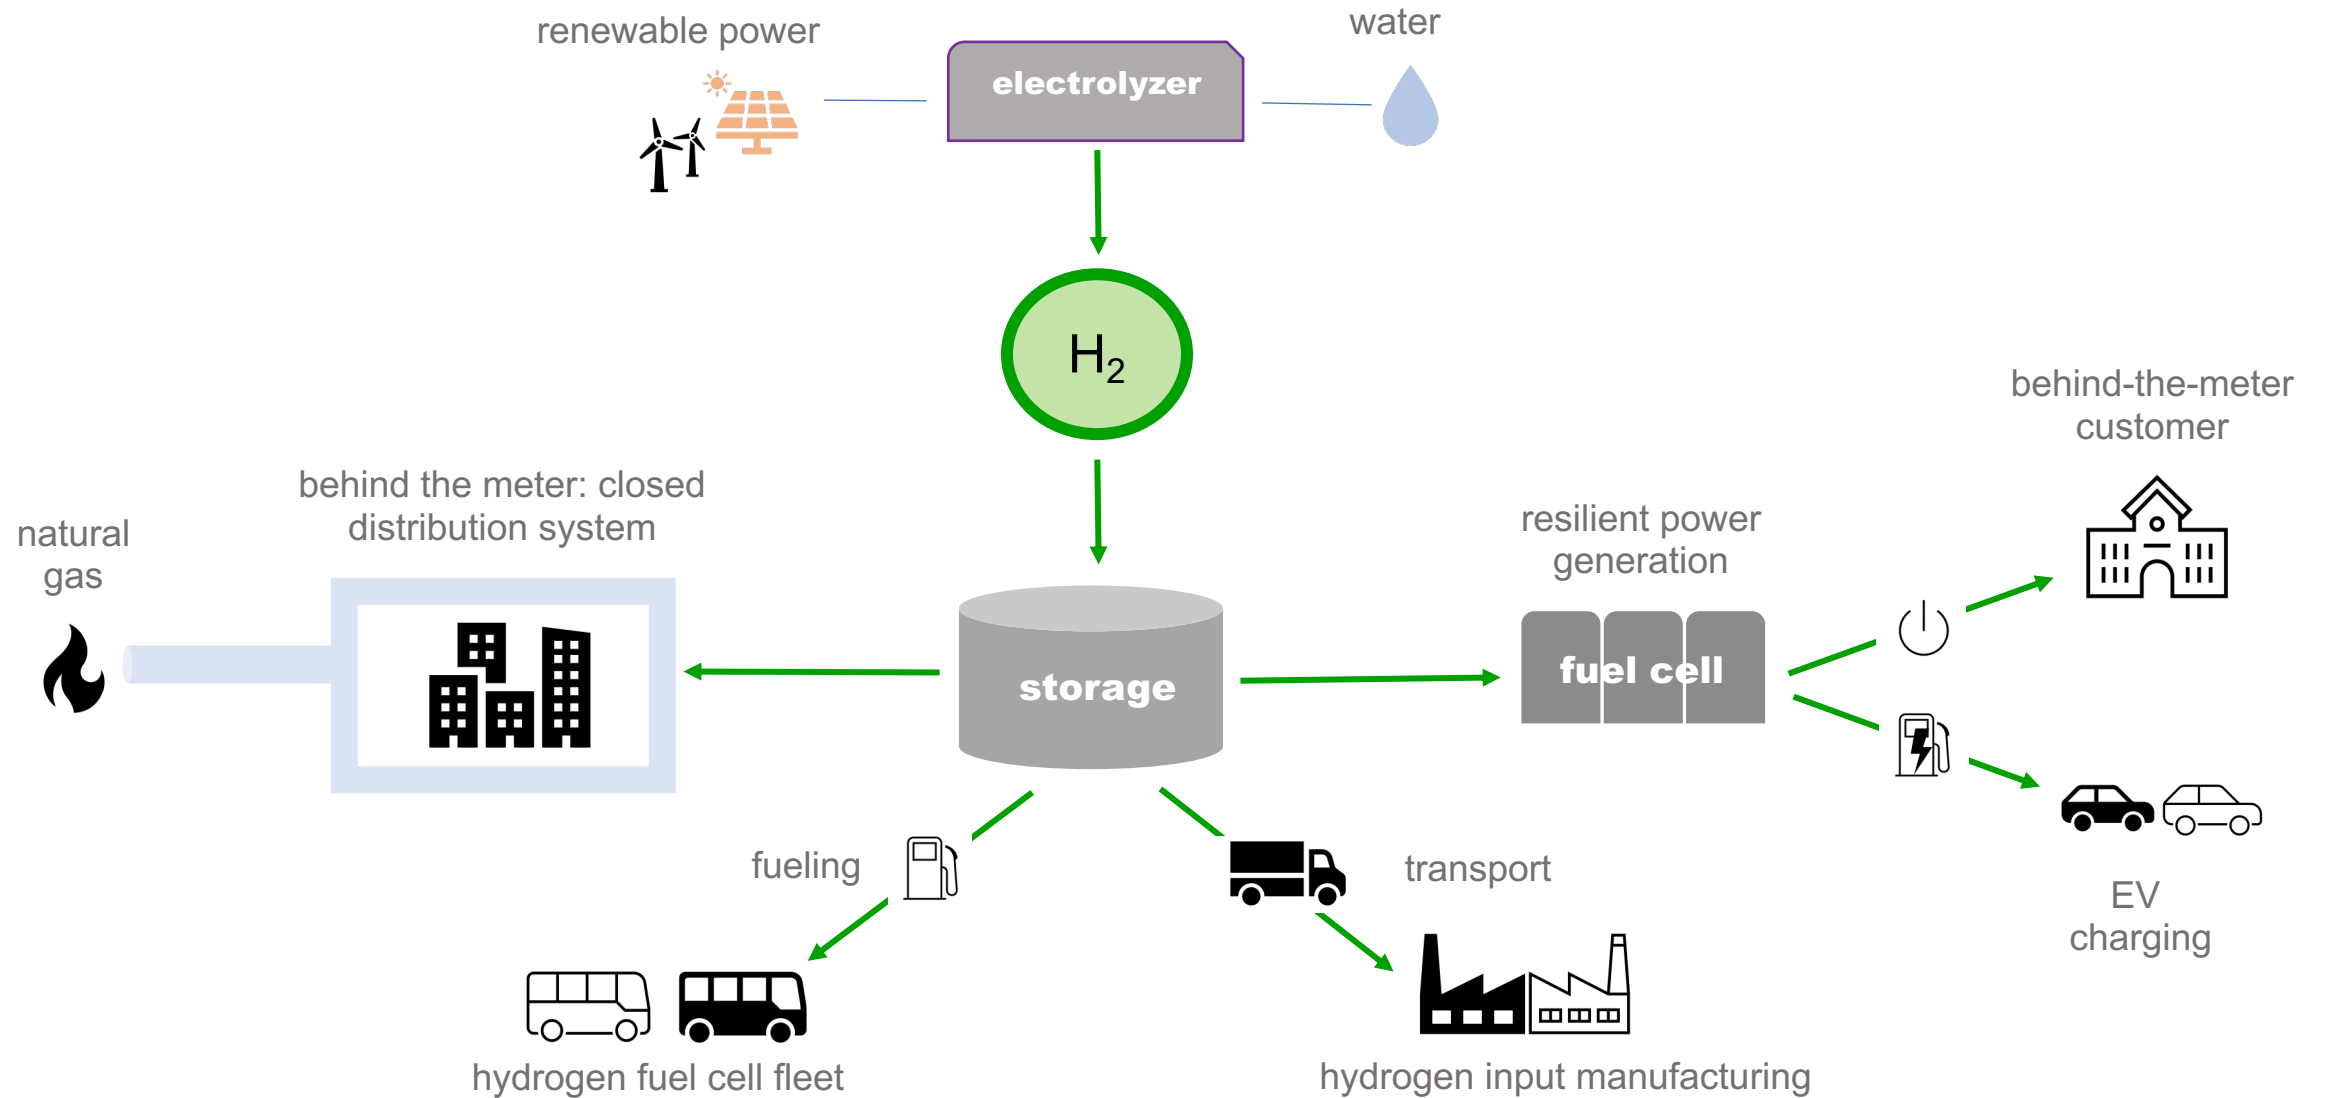 renewable power
electrolyzer
water
H₂
behind-the-meter
customer
behind the meter: closed
distribution system
natural
gas
resilient power
generation
storage
fuel cell
fueling
transport
EV
charging
hydrogen fuel cell fleet
hydrogen input manufacturing